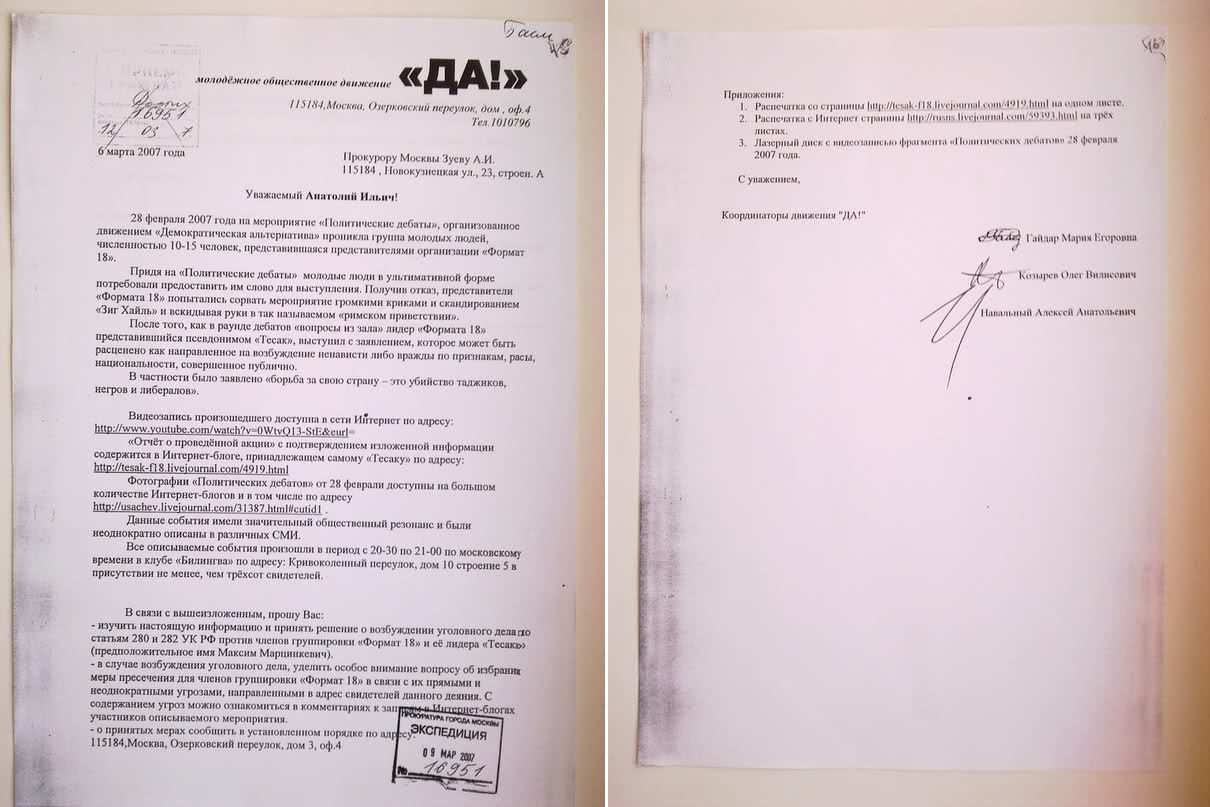 молодёжное общественное движение «ДА!»
115184,Москва, Озерковский переулок, дом , оф.4
Тел.1010796
16951
12 03 7
6 марта 2007 года
Прокурору Москвы Зуеву А.И.
115184 , Новокузнецкая ул., 23, строен. А
Уважаемый Анатолий Ильич!
28 февраля 2007 года на мероприятие «Политические дебаты», организованное
движением «Демократическая альтернатива» проникла группа молодых людей,
численностью 10-15 человек, представившаяся представителями организации «Формат
18».
Придя на «Политические дебаты» молодые люди в ультимативной форме
потребовали предоставить им слово для выступления. Получив отказ, представители
«Формата 18» попытались сорвать мероприятие громкими криками и скандированием
«Зиг Хайль» и вскидывая руки в так называемом «римском приветствии».
После того, как в раунде дебатов «вопросы из зала» лидер «Формата 18»
представившийся псевдонимом «Тесак», выступил с заявлением, которое может быть
расценено как направленное на возбуждение ненависти либо вражды по признакам, расы,
национальности, совершенное публично.
В частности было заявлено «борьба за свою страну – это убийство таджиков,
негров и либералов».
Видеозапись произошедшего доступна в сети Интернет по адресу:
http://www.youtube.com/watch?v=0WtvQ13-StE&eurl=
«Отчёт о проведённой акции» с подтверждением изложенной информации
содержится в Интернет-блоге, принадлежащем самому «Тесаку» по адресу:
http://tesak-f18.livejournal.com/4919.html
Фотографии «Политических дебатов» от 28 февраля доступны на большом
количестве Интернет-блогов и в том числе по адресу
http://usachev.livejournal.com/31387.html#cutid1 .
Данные события имели значительный общественный резонанс и были
неоднократно описаны в различных СМИ.
Все описываемые события произошли в период с 20-30 по 21-00 по московскому
времени в клубе «Билингва» по адресу: Кривоколенный переулок, дом 10 строение 5 в
присутствии не менее, чем трёхсот свидетелей.
В связи с вышеизложенным, прошу Вас:
- изучить настоящую информацию и принять решение о возбуждении уголовного дела по
статьям 280 и 282 УК РФ против членов группировки «Формат 18» и её лидера «Тесака»
(предположительное имя Максим Марцинкевич).
- в случае возбуждения уголовного дела, уделить особое внимание вопросу об избрании
меры пресечения для членов группировки «Формат 18» в связи с их прямыми и
неоднократными угрозами, направленными в адрес свидетелей данного деяния. С
содержанием угроз можно ознакомиться в комментариях к записям в Интернет-блогах
участников описываемого мероприятия.
- о принятых мерах сообщить в установленном порядке по адресу:
115184,Москва, Озерковский переулок, дом 3, оф.4
ПРОКУРАТУРА ГОРОДА МОСКВЫ
ЭКСПЕДИЦИЯ
09 МАР 2007
№ 16951
Приложения:
1. Распечатка со страницы http://tesak-f18.livejournal.com/4919.html на одном листе.
2. Распечатка с Интернет страницы http://rusns.livejournal.com/59393.html на трёх
листах.
3. Лазерный диск с видеозаписью фрагмента «Политических дебатов» 28 февраля
2007 года.
С уважением,
Координаторы движения "ДА!"
Гайдар Мария Егоровна
Козырев Олег Вилисович
Навальный Алексей Анатольевич